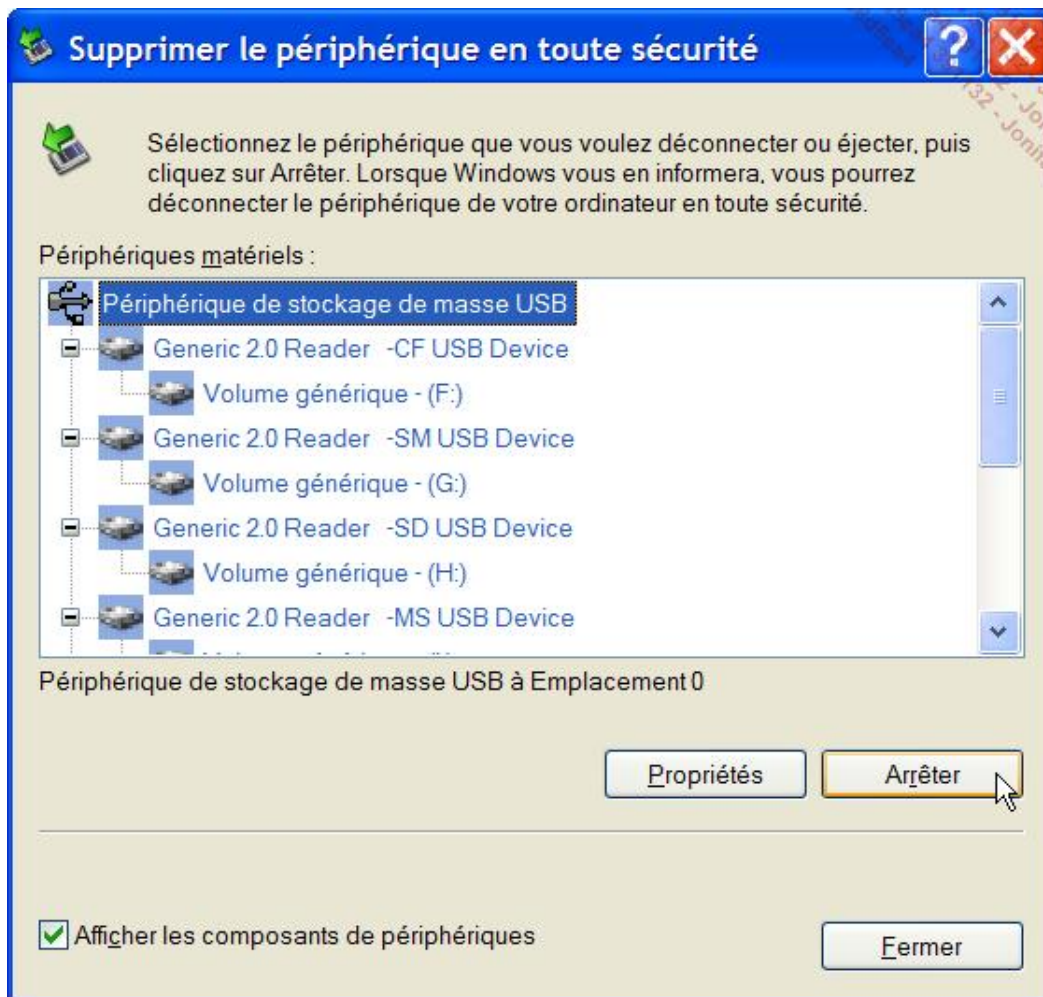 Supprimer le périphérique en toute sécurité
Sélectionnez le périphérique que vous voulez déconnecter ou éjecter, puis
cliquez sur Arrêter. Lorsque Windows vous en informera, vous pourrez
déconnecter le périphérique de votre ordinateur en toute sécurité.
Périphériques matériels :
Périphérique de stockage de masse USB
Generic 2.0 Reader -CF USB Device
Volume générique - (F:)
Generic 2.0 Reader -SM USB Device
Volume générique - (G:)
Generic 2.0 Reader -SD USB Device
Volume générique - (H:)
Generic 2.0 Reader -MS USB Device
Périphérique de stockage de masse USB à Emplacement 0
Propriétés
Arrêter
Afficher les composants de périphériques
Fermer